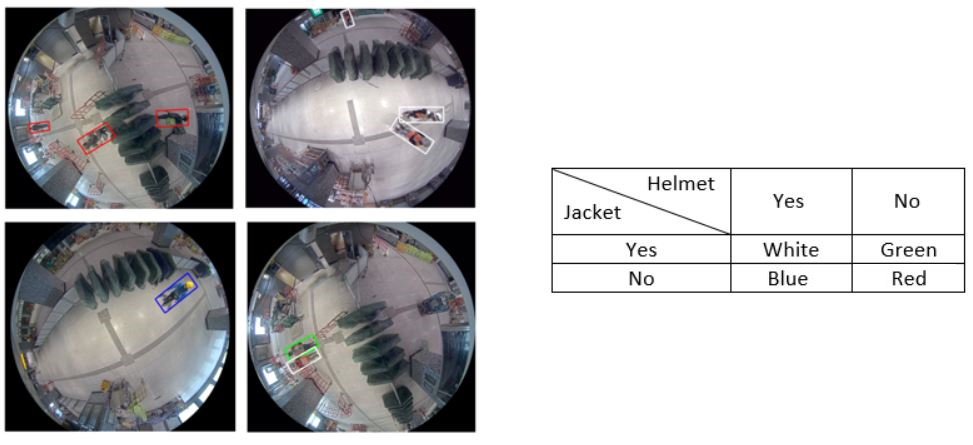 Helmet
Jacket
Yes
No
Yes
White
Green
No
Blue
Red